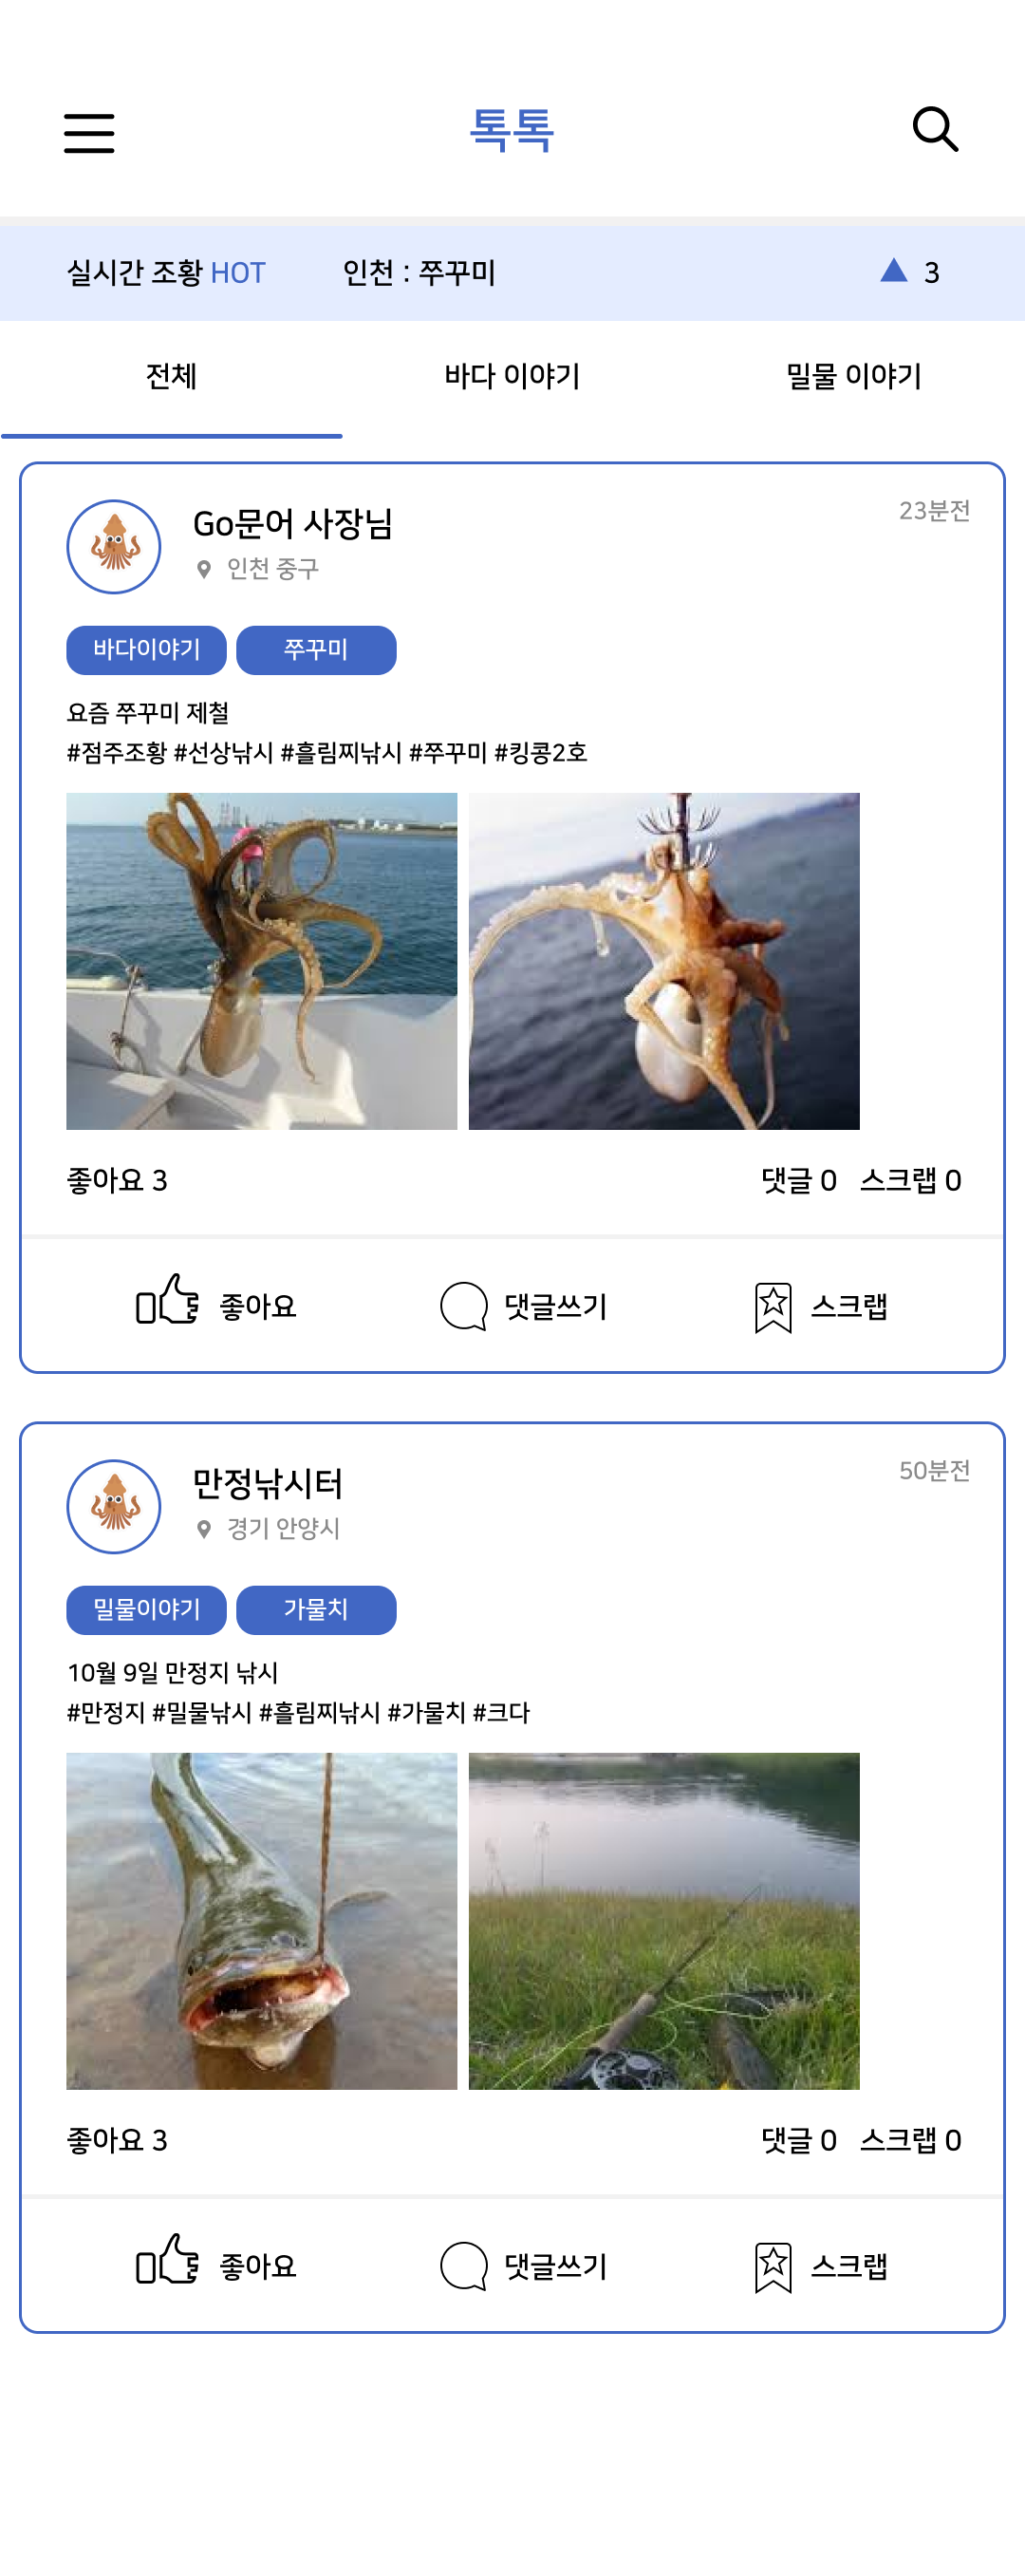 톡톡
실시간 조황 HOT 인천 : 쭈꾸미 ▲ 3
전체 바다 이야기 밀물 이야기
Go문어 사장님 23분전
인천 중구
바다이야기 쭈꾸미
요즘 쭈꾸미 제철
#점주조황 #선상낚시 #흘림찌낚시 #쭈꾸미 #킹콩2호
좋아요 3 댓글 0 스크랩 0
좋아요 댓글쓰기 스크랩
만정낚시터 50분전
경기 안양시
밀물이야기 가물치
10월 9일 만정지 낚시
#만정지 #밀물낚시 #흘림찌낚시 #가물치 #크다
좋아요 3 댓글 0 스크랩 0
좋아요 댓글쓰기 스크랩